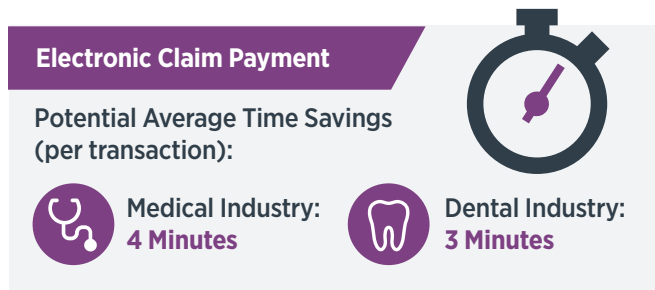 Electronic Claim Payment
Potential Average Time Savings
(per transaction):
Medical Industry:
4 Minutes
Dental Industry:
3 Minutes